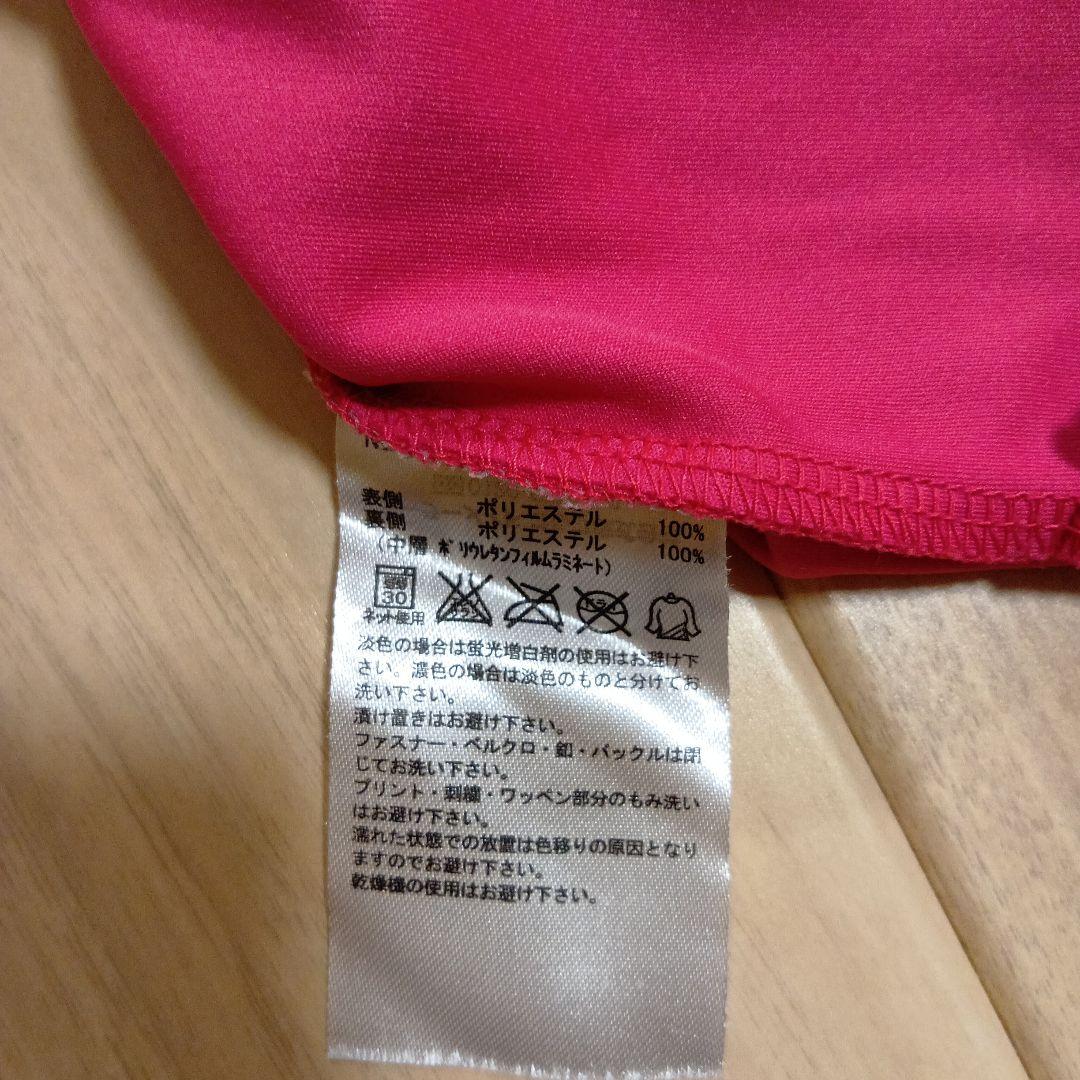 表側 ポリエステル 100%
裏側 ポリエステル 100%
(中層 ポリウレタンフィルムラミネート)
30
ネット使用
淡色の場合は蛍光増白剤の使用はお避け下
さい。濃色の場合は淡色のものと分けてお
洗い下さい。
漬け置きはお避け下さい。
ファスナー・ベルクロ・釦・バックルは閉
じてお洗い下さい。
プリント・刺繍・ワッペン部分のもみ洗い
はお避け下さい。
濡れた状態での放置は色移りの原因となり
ますのでお避け下さい。
乾燥機の使用はお避け下さい。